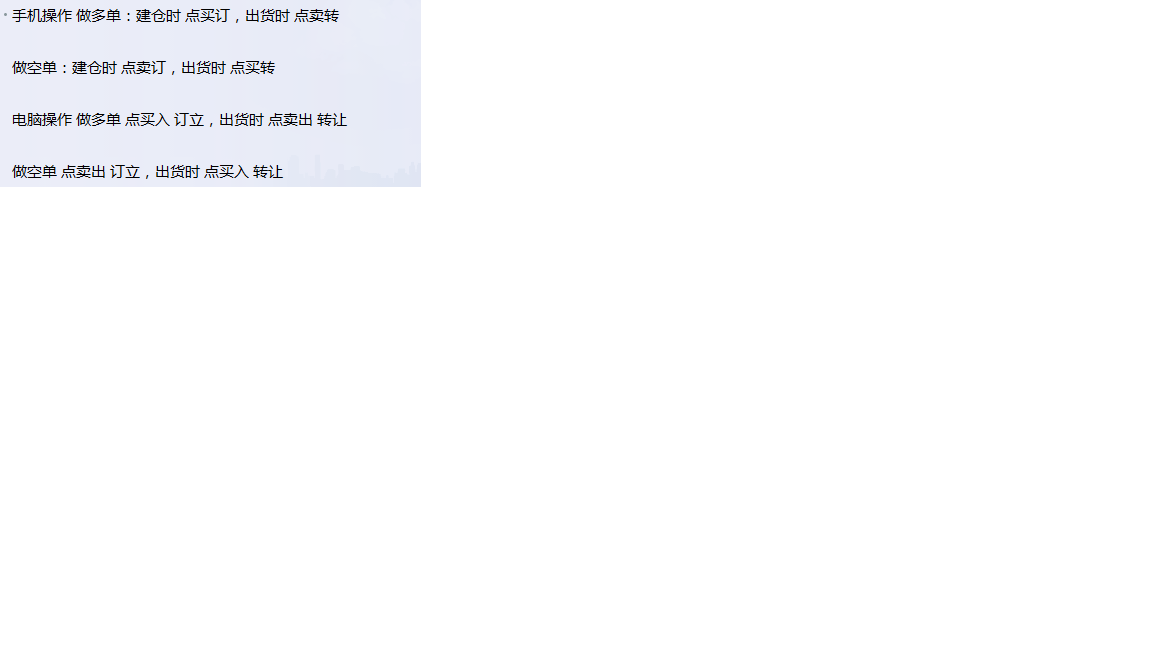 手机操作 做多单：建仓时 点买订，出货时 点卖转
做空单：建仓时 点卖订，出货时 点买转
电脑操作 做多单 点买入 订立，出货时 点卖出 转让
做空单 点卖出 订立，出货时 点买入 转让